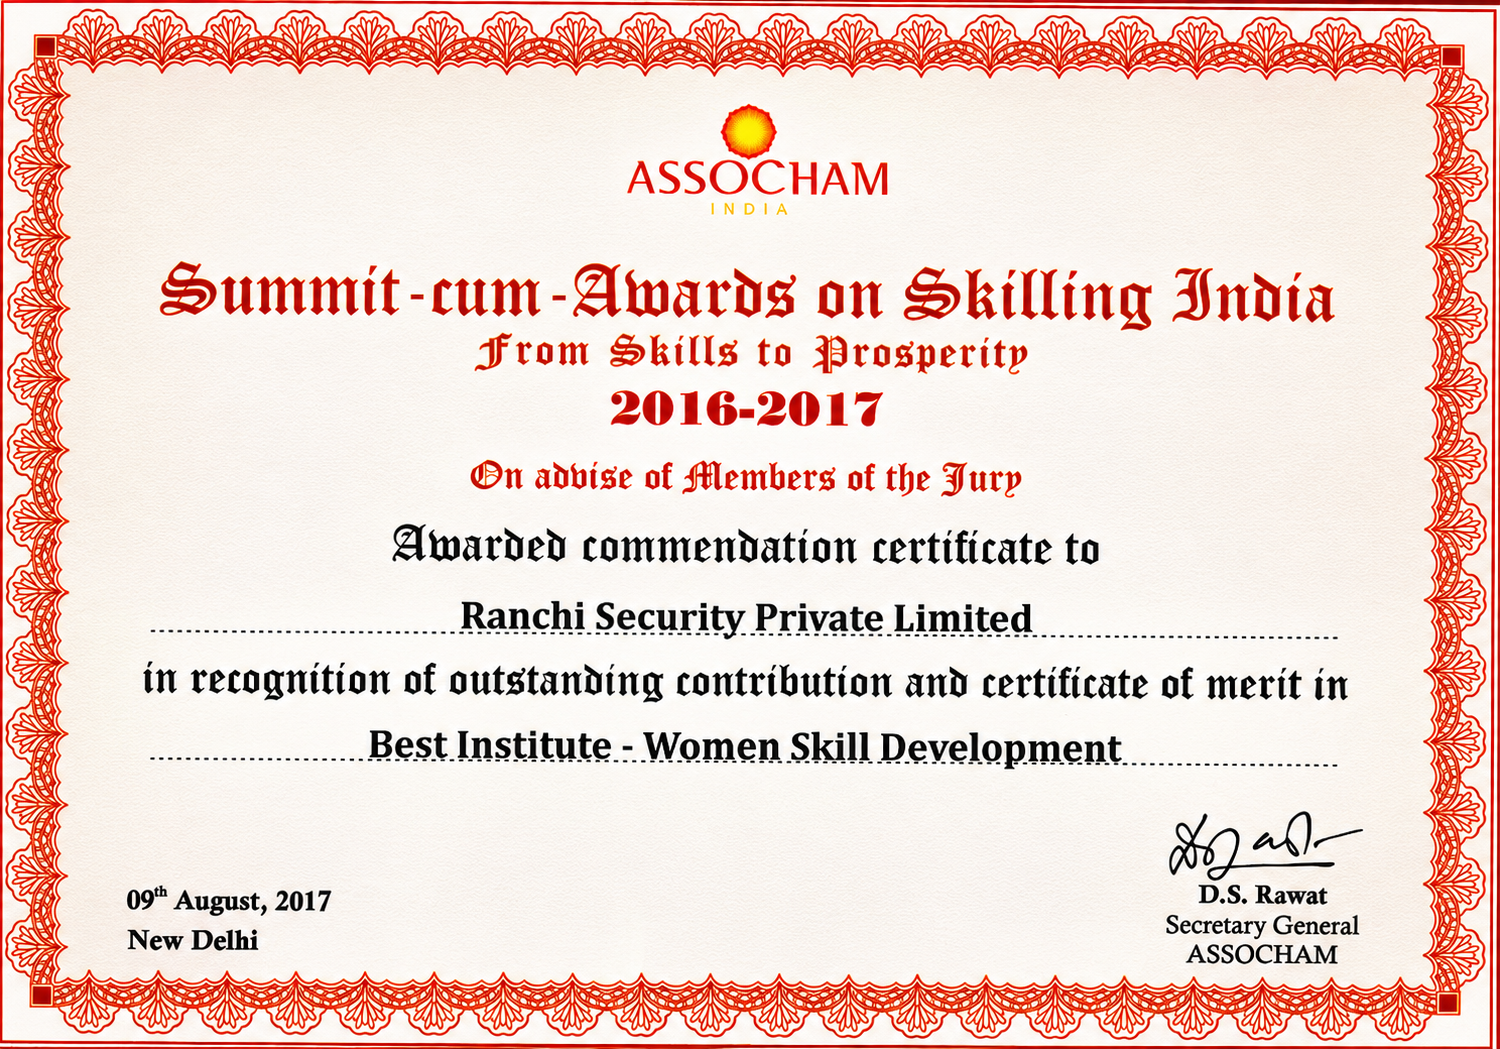 ASSOCHAM
INDIA
Summit-cum-Awards on Skilling India
From Skills to Prosperity
2016-2017
On advise of Members of the Jury
Awarded commendation certificate to
Ranchi Security Private Limited
in recognition of outstanding contribution and certificate of merit in
Best Institute - Women Skill Development
09th August, 2017
New Delhi
D.S. Rawat
Secretary General
ASSOCHAM